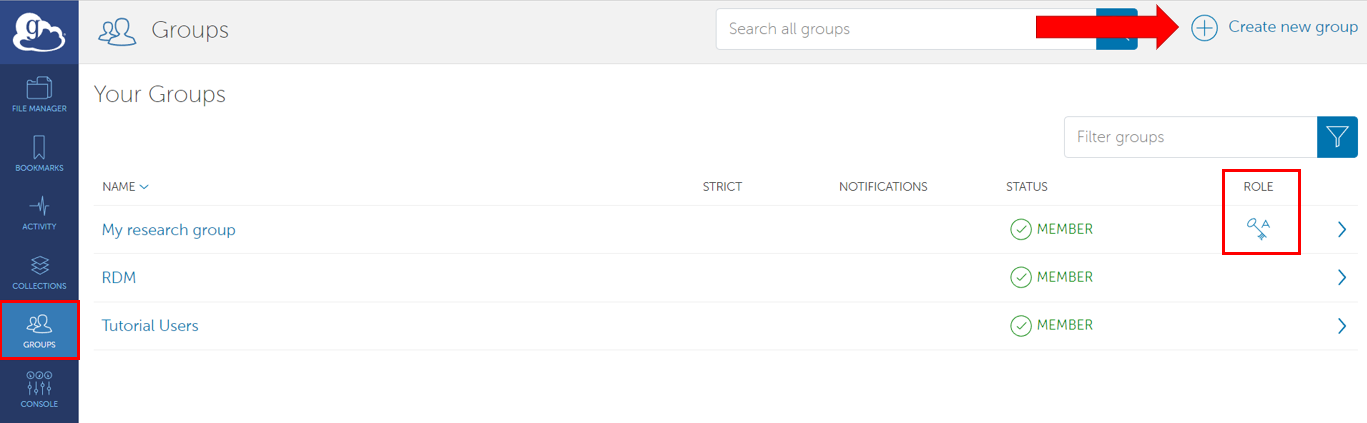 g
Groups
Search all groups
Create new group
FILE MANAGER
BOOKMARKS
ACTIVITY
COLLECTIONS
GROUPS
CONSOLE
Your Groups
Filter groups
NAME STRICT NOTIFICATIONS STATUS ROLE
My research group MEMBER A
RDM MEMBER
Tutorial Users MEMBER